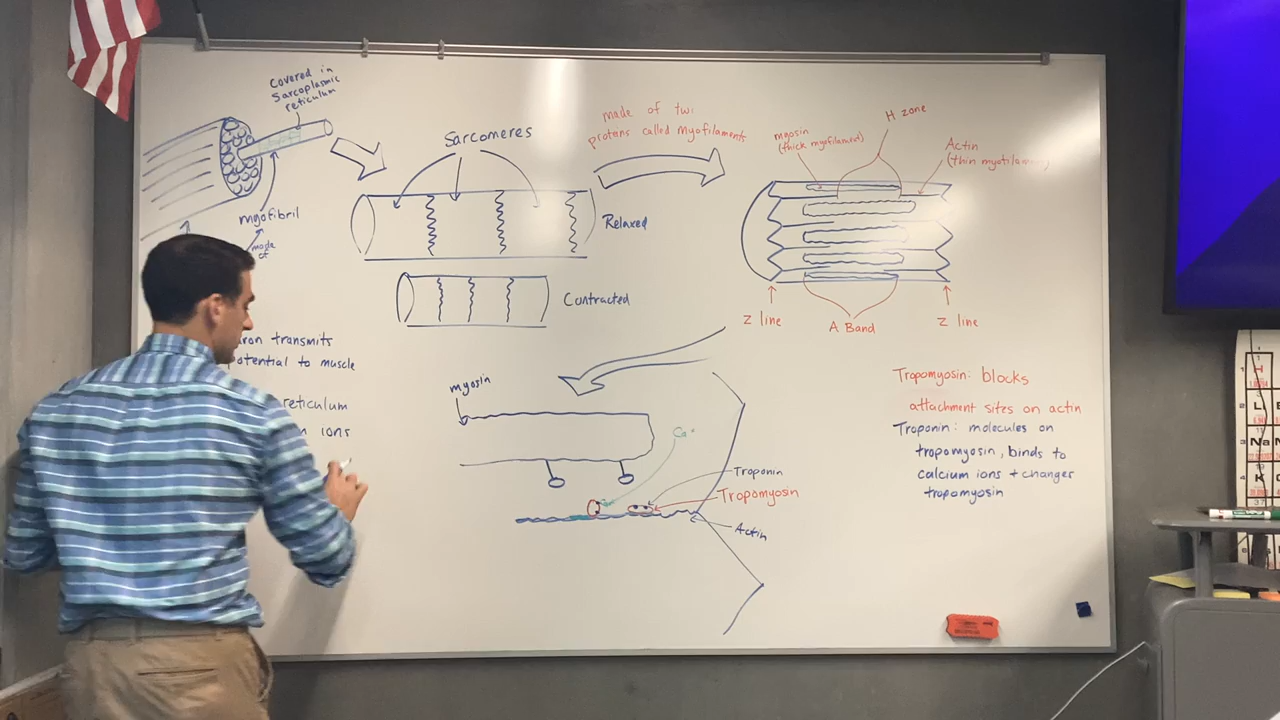 covered in
sarcoplasmic
reticulum
myofibril
made
of
Sarcomeres
Relaxed
Contracted
made of two
protens called myofilaments
H zone
myosin
(thick myofilament)
Actin
(thin myofilament)
Z line
A Band
Z line
ron transmits
potential to muscle
reticulum
ions
myosin
Ca+
Troponin
Tropomyosin
Actin
Tropomyosin: blocks
attachment sites on actin
Troponin: molecules on
tropomyosin, binds to
calcium ions + changes
tropomyosin
H
L
Na
K